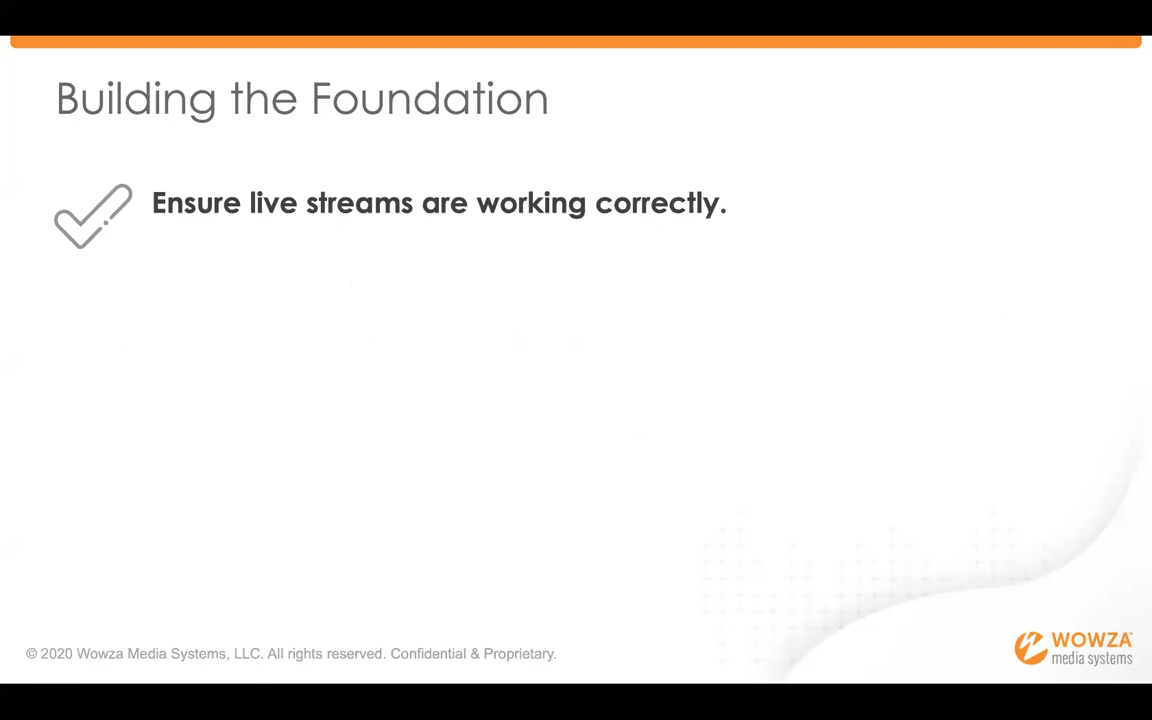 Building the Foundation
Ensure live streams are working correctly.
© 2020 Wowza Media Systems, LLC. All rights reserved. Confidential & Proprietary.
WOWZA™
media systems